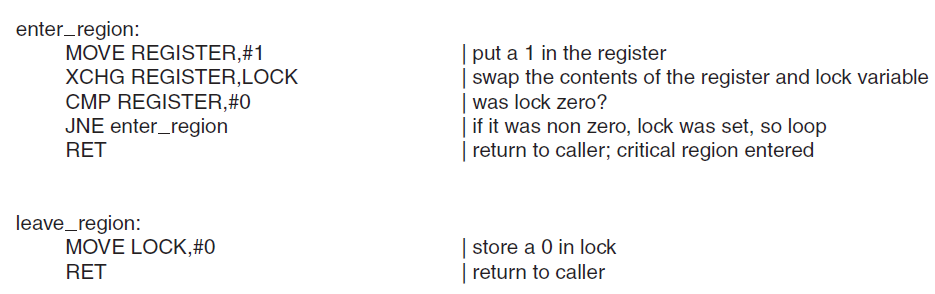 enter_region:
MOVE REGISTER,#1 | put a 1 in the register
XCHG REGISTER,LOCK | swap the contents of the register and lock variable
CMP REGISTER,#0 | was lock zero?
JNE enter_region | if it was non zero, lock was set, so loop
RET | return to caller; critical region entered
leave_region:
MOVE LOCK,#0 | store a 0 in lock
RET | return to caller